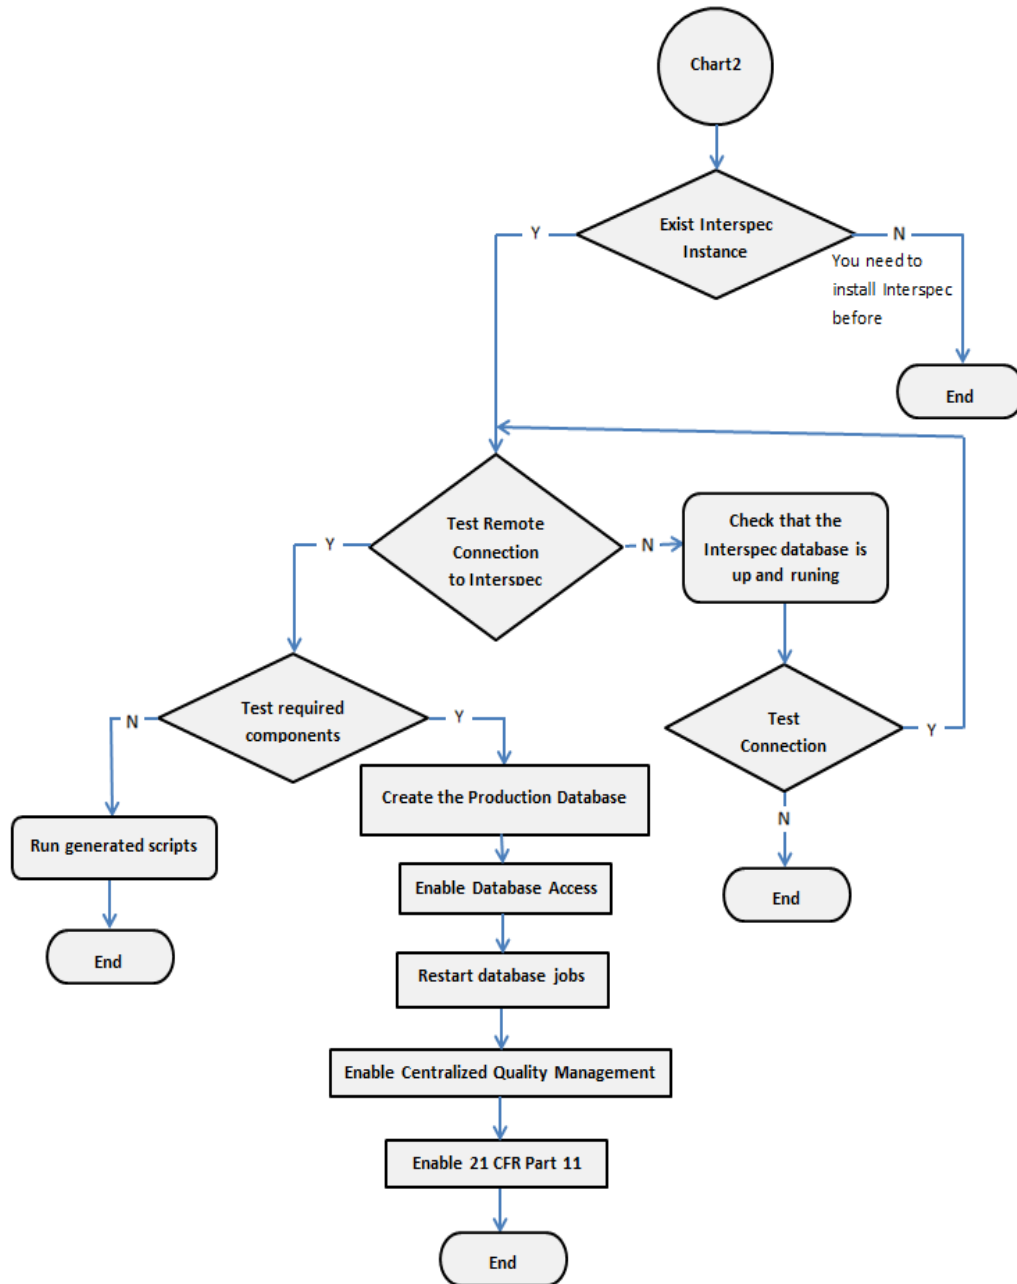 Chart2
Exist Interspec
Instance
Y
N
You need to
install Interspec
before
End
Test Remote
Connection
to Interspec
Y
N
Check that the
Interspec database is
up and runing
Test required
components
N
Y
Test
Connection
Y
N
End
Run generated scripts
End
Create the Production Database
Enable Database Access
Restart database jobs
Enable Centralized Quality Management
Enable 21 CFR Part 11
End